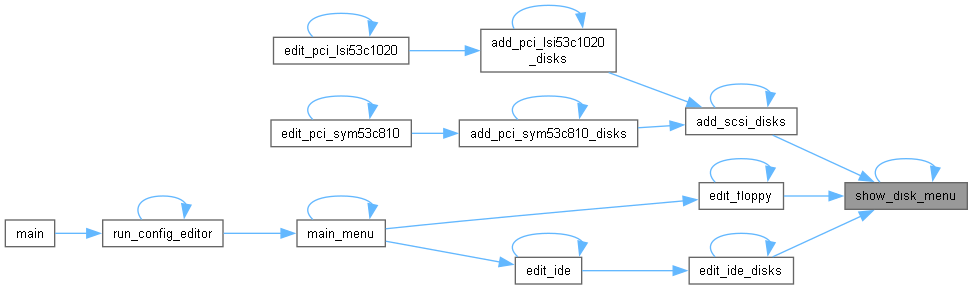 add_pci_lsi53c1020
_disks
edit_pci_lsi53c1020
add_scsi_disks
edit_pci_sym53c810
add_pci_sym53c810_disks
edit_floppy
show_disk_menu
main
run_config_editor
main_menu
edit_ide
edit_ide_disks